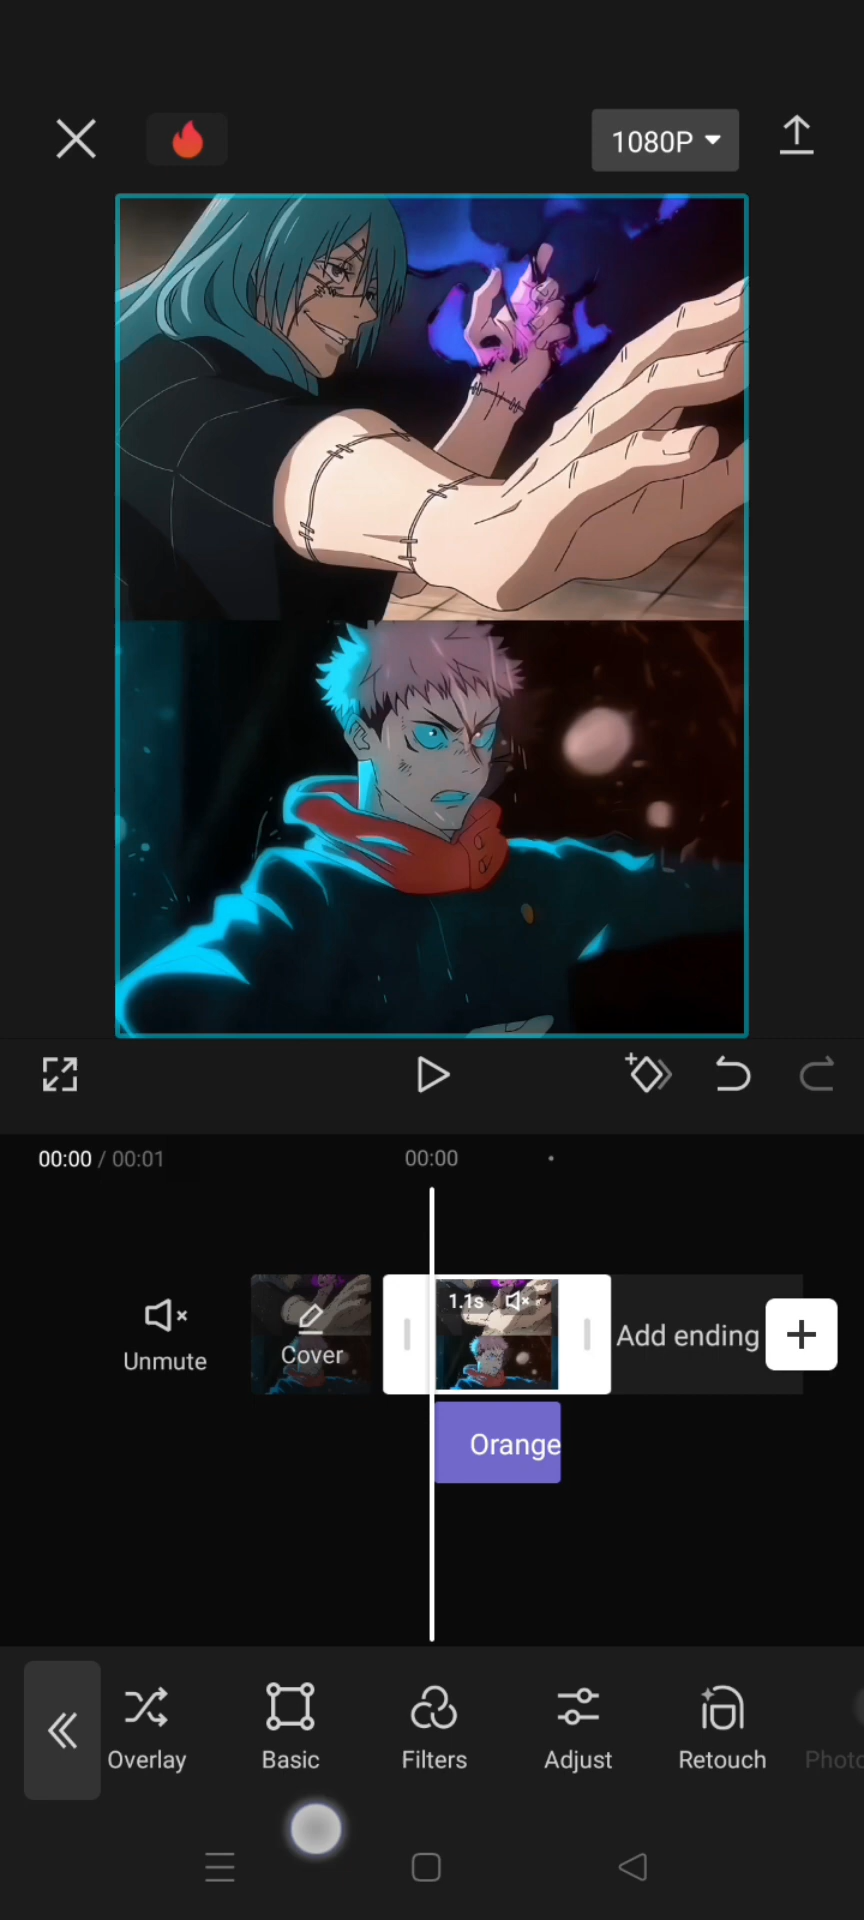 1080P
00:00 / 00:01
00:00
1.1s
Unmute
Cover
Add ending
Orange
Overlay
Basic
Filters
Adjust
Retouch
Photo